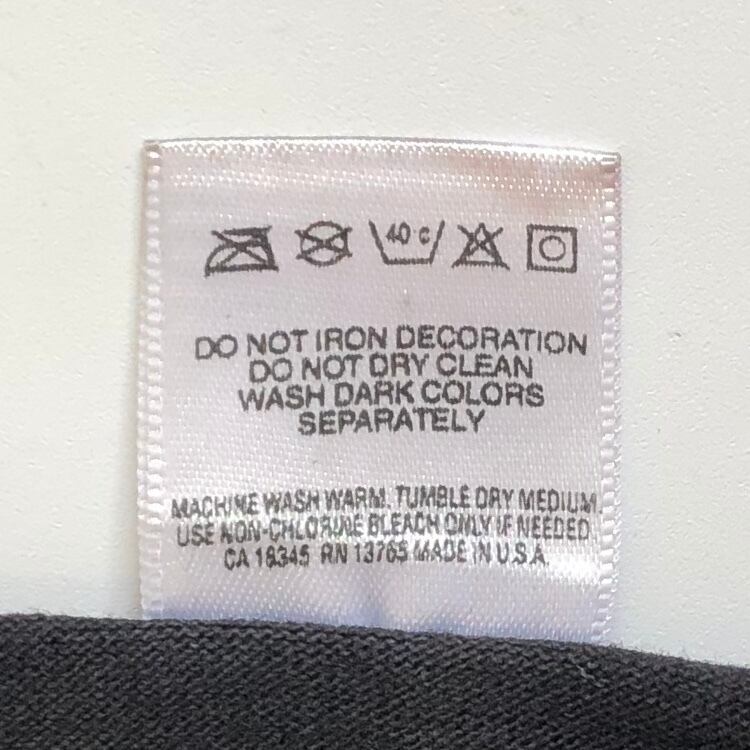 40 c
DO NOT IRON DECORATION
DO NOT DRY CLEAN
WASH DARK COLORS
SEPARATELY
MACHINE WASH WARM. TUMBLE DRY MEDIUM.
USE NON-CHLORINE BLEACH ONLY IF NEEDED
CA 18345 RN 13765 MADE IN U.S.A.